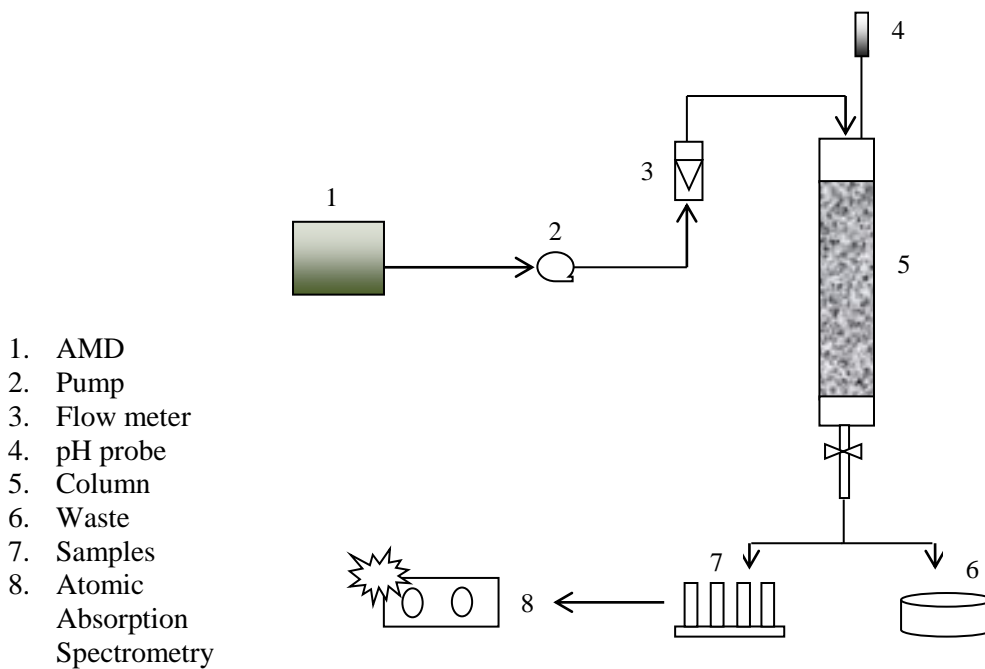 4
3
1
2
5
1. AMD
2. Pump
3. Flow meter
4. pH probe
5. Column
6. Waste
7. Samples
8. Atomic
Absorption
Spectrometry
7
6
8